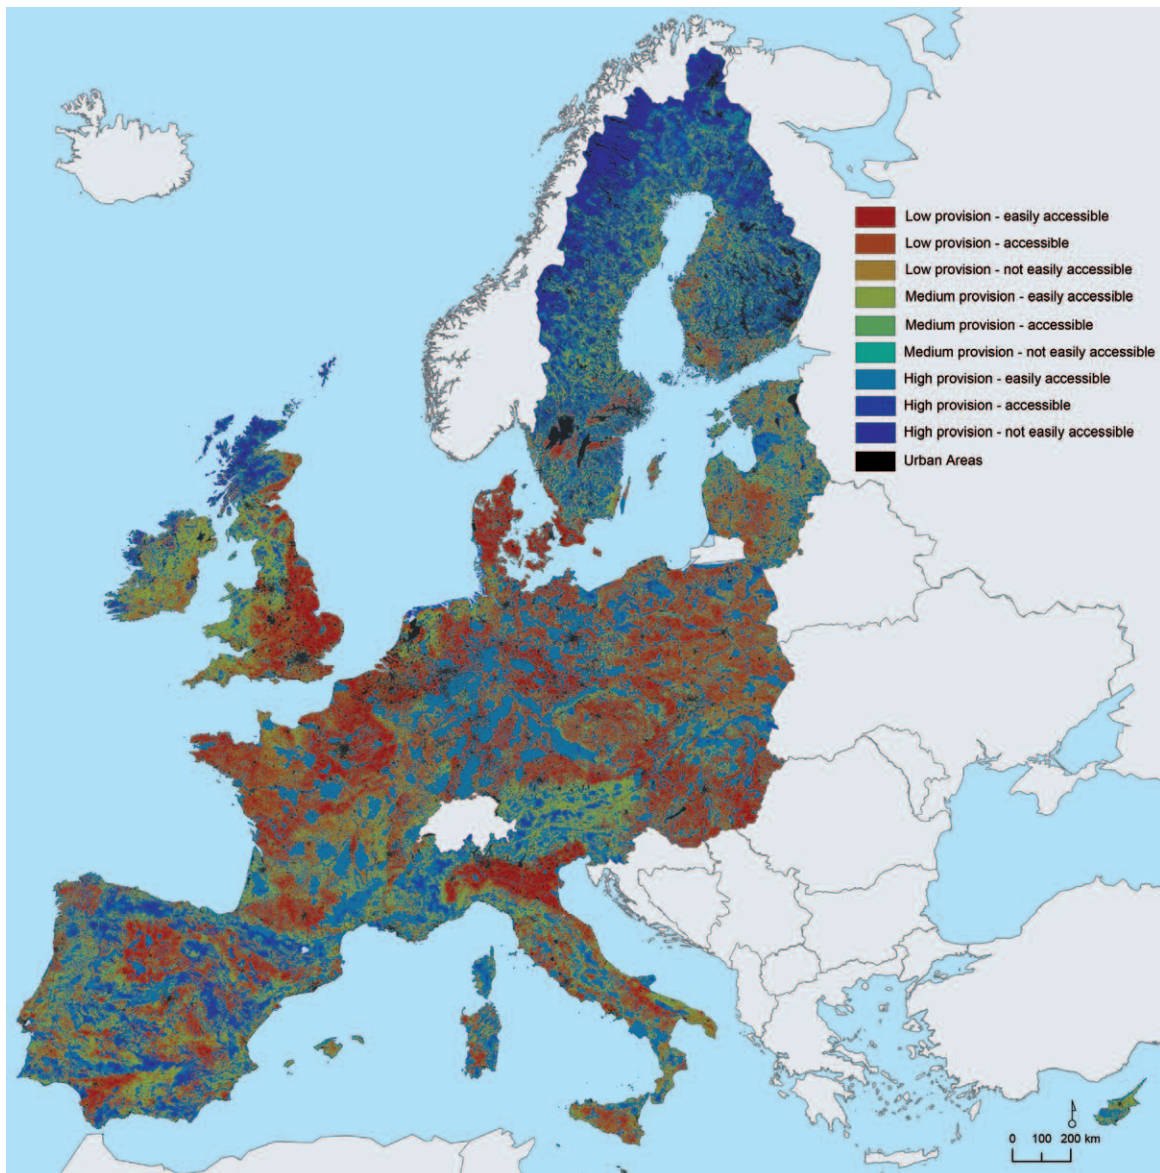 Low provision - easily accessible
Low provision - accessible
Low provision - not easily accessible
Medium provision - easily accessible
Medium provision - accessible
Medium provision - not easily accessible
High provision - easily accessible
High provision - accessible
High provision - not easily accessible
Urban Areas
0 100 200 km